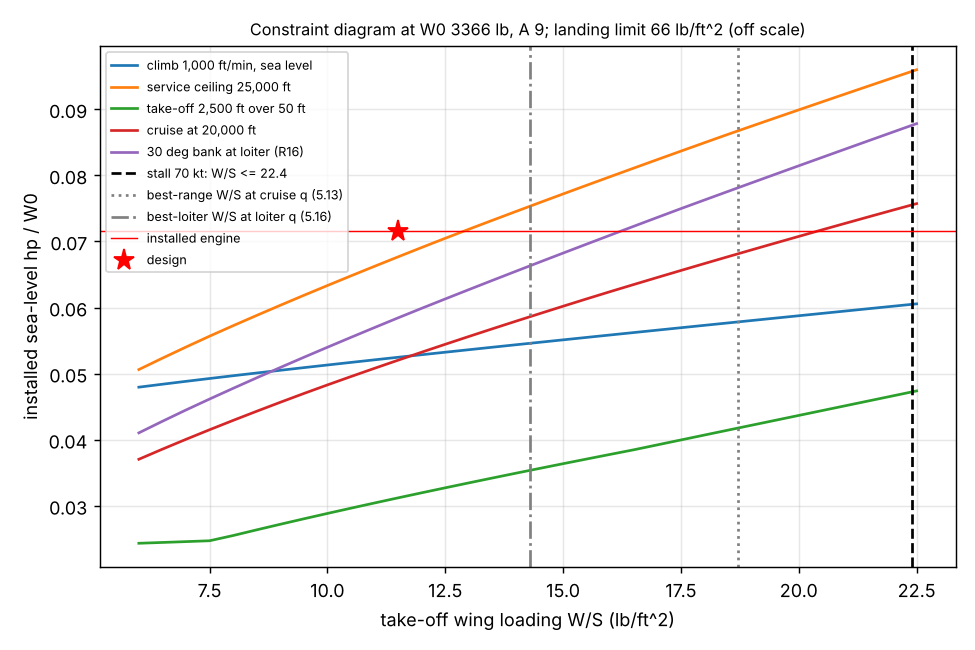 Constraint diagram at W0 3366 lb, A 9; landing limit 66 lb/ft^2 (off scale)
climb 1,000 ft/min, sea level
service ceiling 25,000 ft
take-off 2,500 ft over 50 ft
cruise at 20,000 ft
30 deg bank at loiter (R16)
stall 70 kt: W/S <= 22.4
best-range W/S at cruise q (5.13)
best-loiter W/S at loiter q (5.16)
installed engine
design
installed sea-level hp / W0
0.09
0.08
0.07
0.06
0.05
0.04
0.03
7.5 10.0 12.5 15.0 17.5 20.0 22.5
take-off wing loading W/S (lb/ft^2)